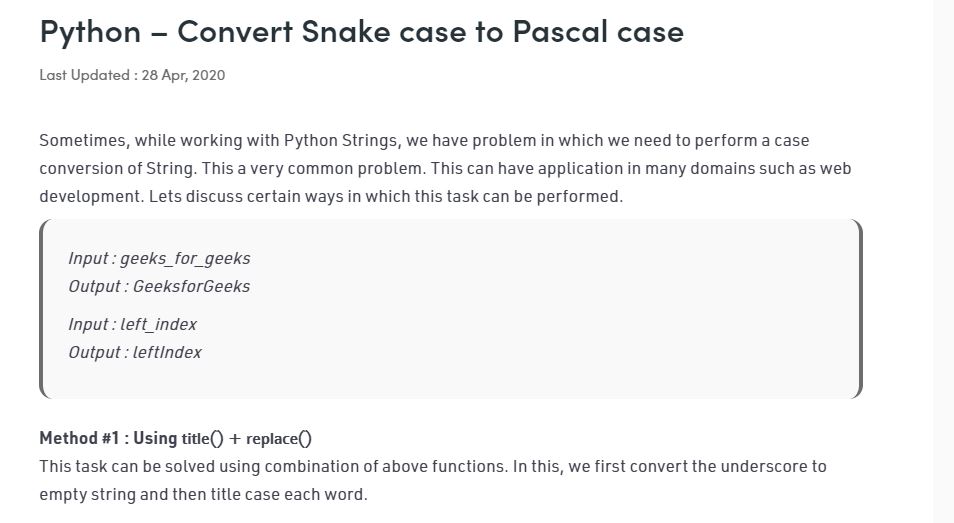 Python – Convert Snake case to Pascal case
Last Updated : 28 Apr, 2020
Sometimes, while working with Python Strings, we have problem in which we need to perform a case
conversion of String. This a very common problem. This can have application in many domains such as web
development. Lets discuss certain ways in which this task can be performed.
Input : geeks_for_geeks
Output : GeeksforGeeks
Input : left_index
Output : leftIndex
Method #1 : Using title() + replace()
This task can be solved using combination of above functions. In this, we first convert the underscore to
empty string and then title case each word.